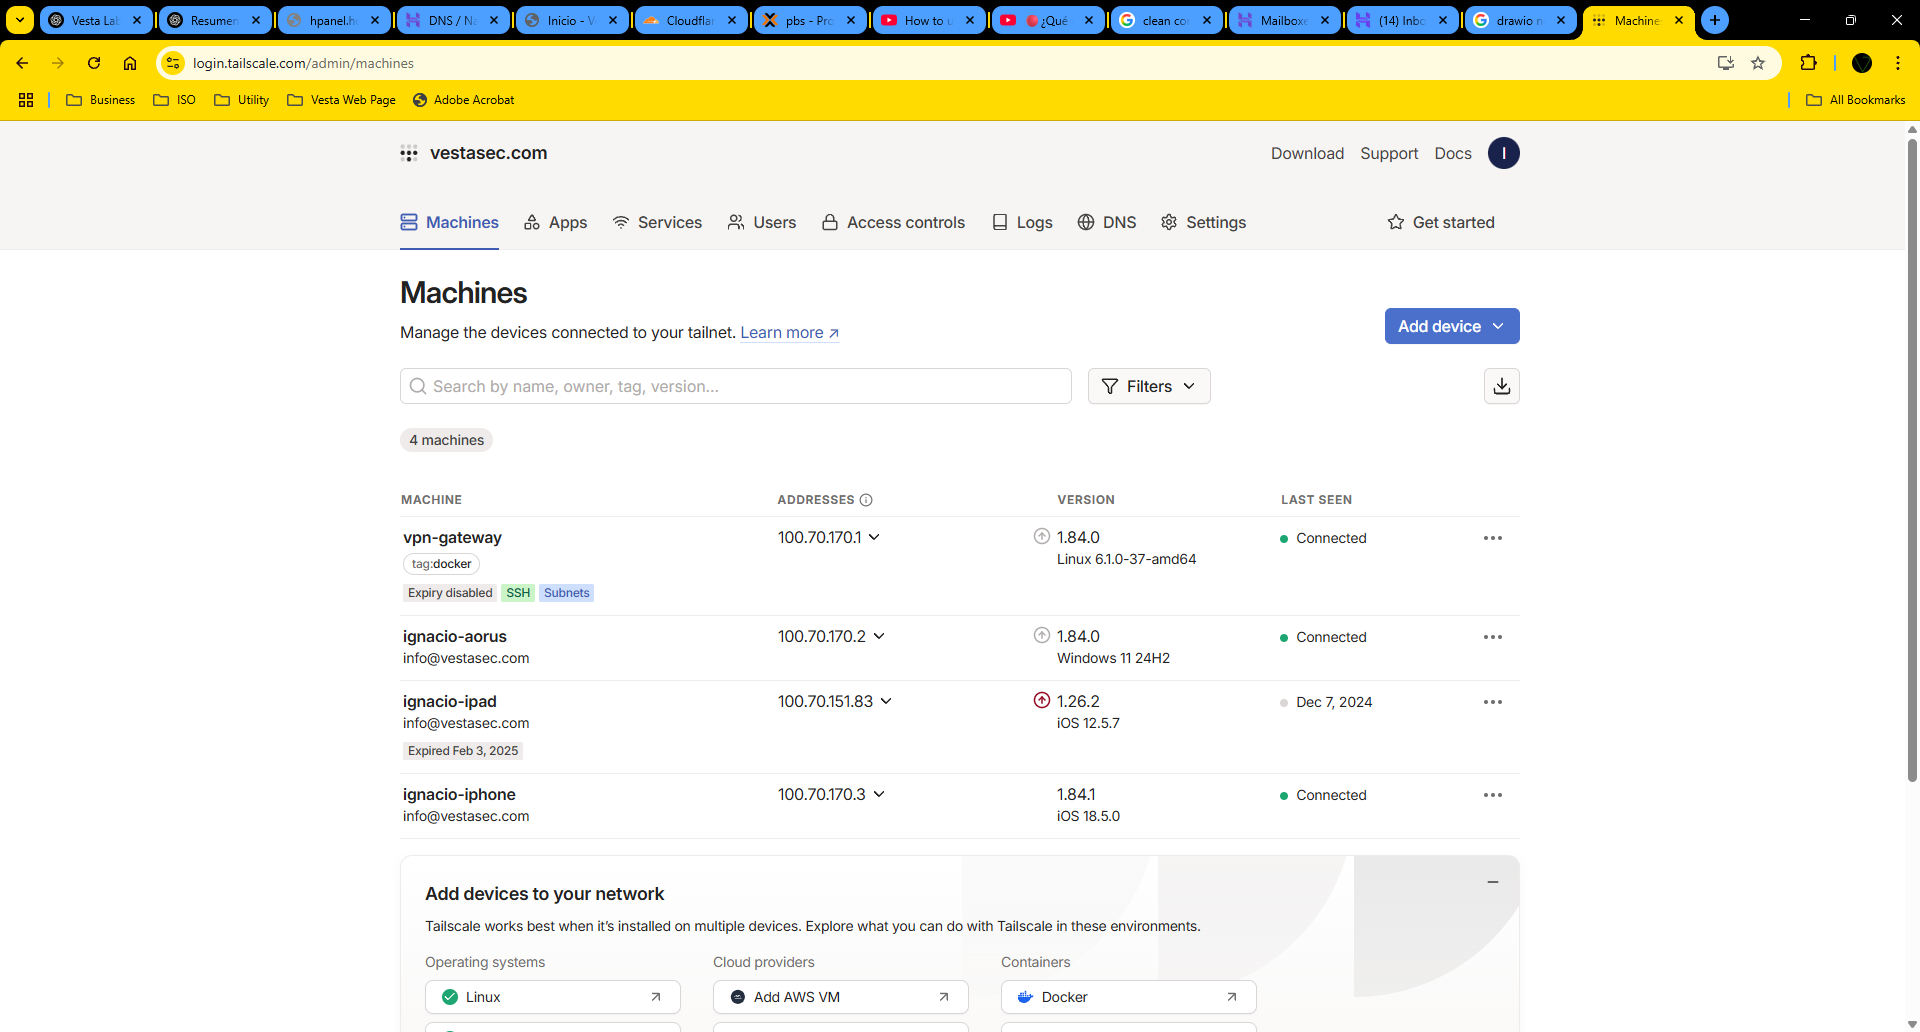 Vesta Lab
Resumen
hpanel.h
DNS / Na
Inicio - V
Cloudflar
pbs - Pro
How to u
¿Qué
clean co
Mailboxe
(14) Inbo
drawio n
Machine
login.tailscale.com/admin/machines
Business
ISO
Utility
Vesta Web Page
Adobe Acrobat
All Bookmarks
vestasec.com
Download
Support
Docs
I
Machines
Apps
Services
Users
Access controls
Logs
DNS
Settings
Get started
Machines
Manage the devices connected to your tailnet. Learn more ↗
Add device
Search by name, owner, tag, version...
Filters
4 machines
MACHINE
ADDRESSES
VERSION
LAST SEEN
vpn-gateway
100.70.170.1
1.84.0
Connected
Linux 6.1.0-37-amd64
tag:docker
Expiry disabled
SSH
Subnets
ignacio-aorus
100.70.170.2
1.84.0
Connected
info@vestasec.com
Windows 11 24H2
ignacio-ipad
100.70.151.83
1.26.2
Dec 7, 2024
info@vestasec.com
iOS 12.5.7
Expired Feb 3, 2025
ignacio-iphone
100.70.170.3
1.84.1
Connected
info@vestasec.com
iOS 18.5.0
Add devices to your network
Tailscale works best when it's installed on multiple devices. Explore what you can do with Tailscale in these environments.
Operating systems
Cloud providers
Containers
Linux
Add AWS VM
Docker